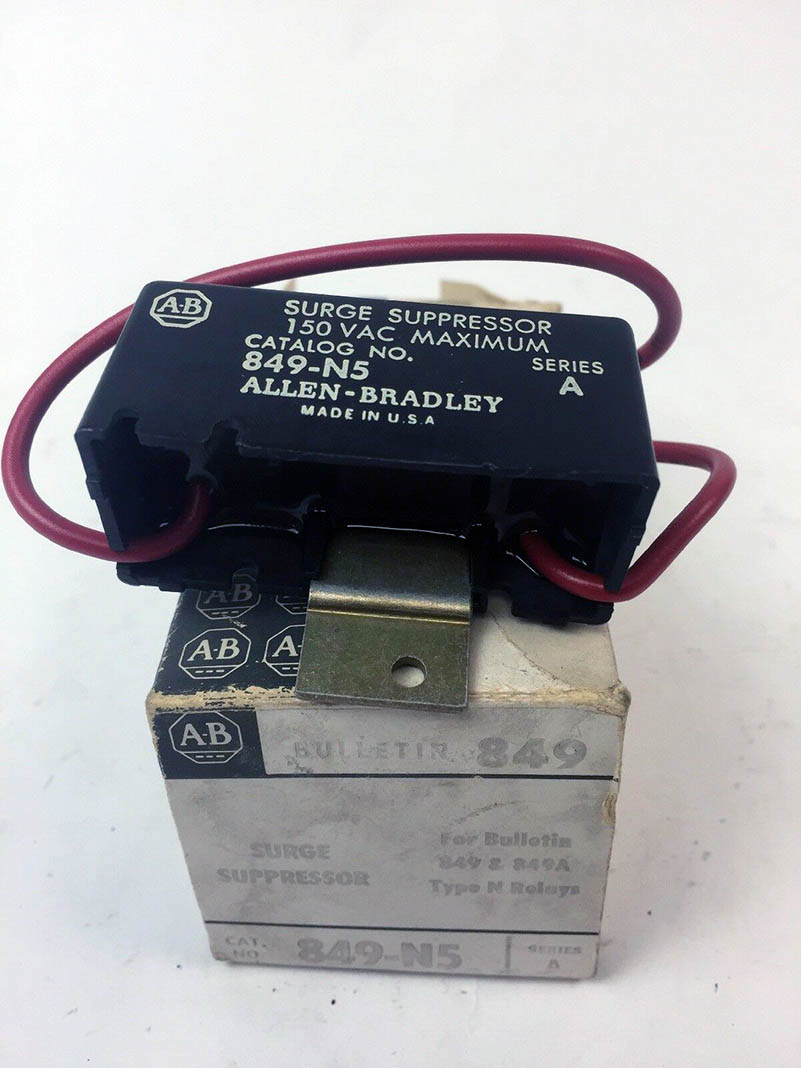 A-B
SURGE SUPPRESSOR
150 VAC MAXIMUM
CATALOG NO.
849-N5
SERIES
A
ALLEN-BRADLEY
MADE IN U.S.A
A-B
A-B
A-B
A-B
BULLETIN 849
SURGE
SUPPRESSOR
For Bulletin
849 & 849A
Type N Relays
CAT.
NO.
849-N5
SERIES
A